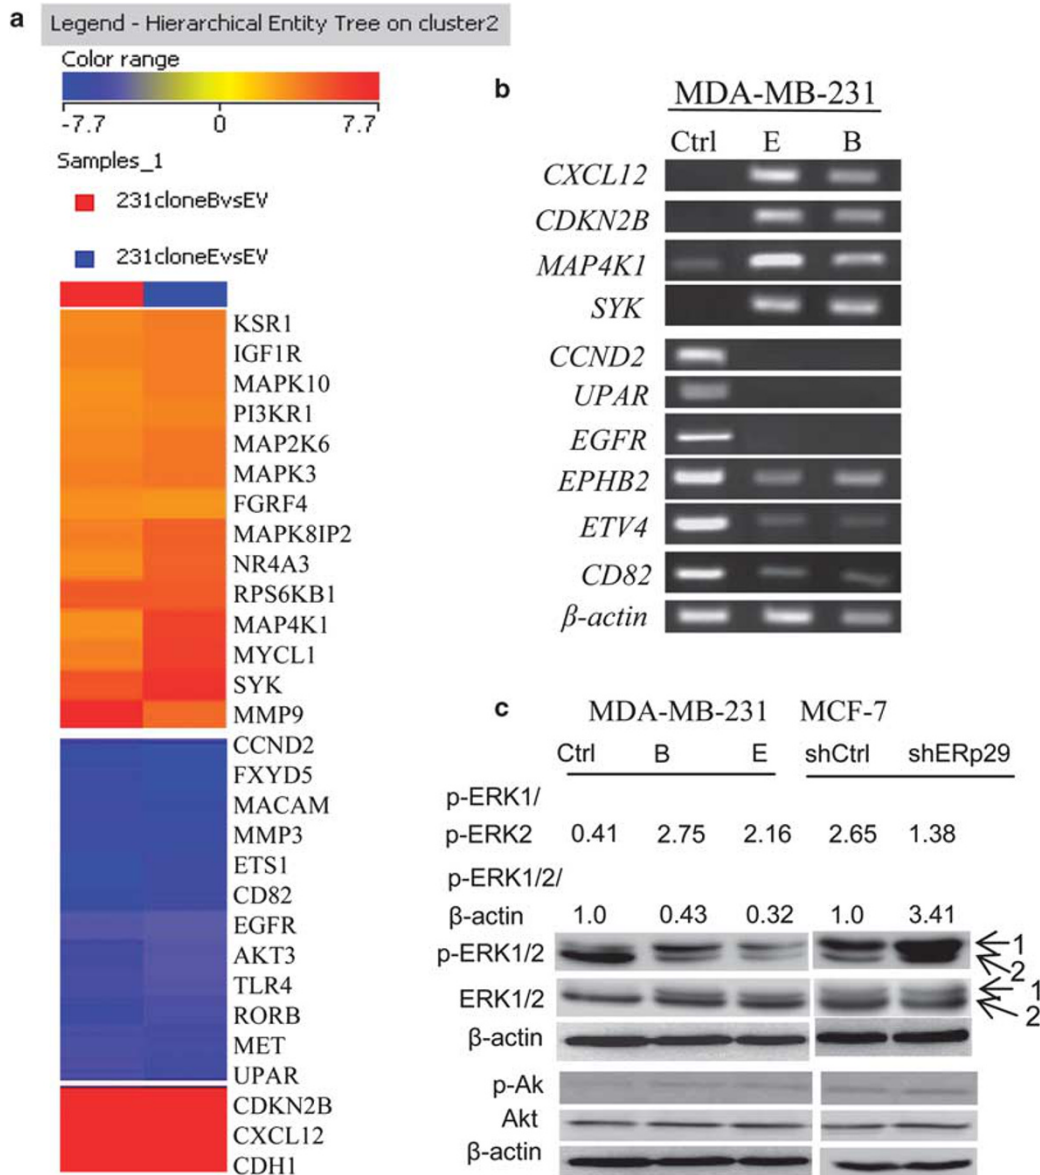 a
Legend - Hierarchical Entity Tree on cluster2
Color range
-7.7 0 7.7
Samples_1
231cloneBvsEV
231cloneEvsEV
KSR1
IGF1R
MAPK10
PI3KR1
MAP2K6
MAPK3
FGRF4
MAPK8IP2
NR4A3
RPS6KB1
MAP4K1
MYCL1
SYK
MMP9
CCND2
FXYD5
MACAM
MMP3
ETS1
CD82
EGFR
AKT3
TLR4
RORB
MET
UPAR
CDKN2B
CXCL12
CDH1
b
MDA-MB-231
Ctrl E B
CXCL12
CDKN2B
MAP4K1
SYK
CCND2
UPAR
EGFR
EPHB2
ETV4
CD82
β-actin
c
MDA-MB-231 MCF-7
Ctrl B E shCtrl shERp29
p-ERK1/
p-ERK2 0.41 2.75 2.16 2.65 1.38
p-ERK1/2/
β-actin 1.0 0.43 0.32 1.0 3.41
p-ERK1/2 1
2
ERK1/2 1
2
β-actin
p-Ak
Akt
β-actin